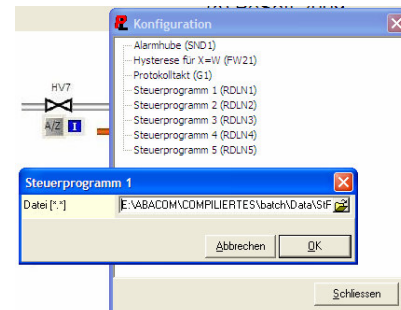 Konfiguration
Alarmhube (SND1)
Hysterese für X=W (FW21)
Protokolltakt (G1)
Steuerprogramm 1 (RDLN1)
Steuerprogramm 2 (RDLN2)
Steuerprogramm 3 (RDLN3)
Steuerprogramm 4 (RDLN4)
Steuerprogramm 5 (RDLN5)
HV7
A/Z I
Steuerprogramm 1
Datei [*.*] E:\ABACOM\COMPILIERTES\batch\Data\StF
Abbrechen OK
Schliessen